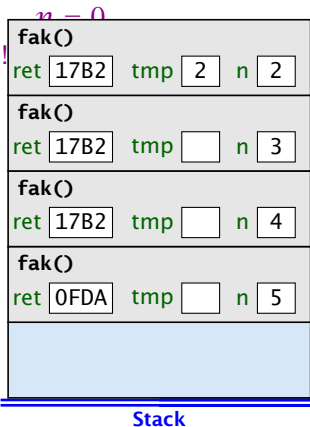 n = 0
!
fak()
ret 17B2 tmp 2 n 2
fak()
ret 17B2 tmp n 3
fak()
ret 17B2 tmp n 4
fak()
ret 0FDA tmp n 5
Stack